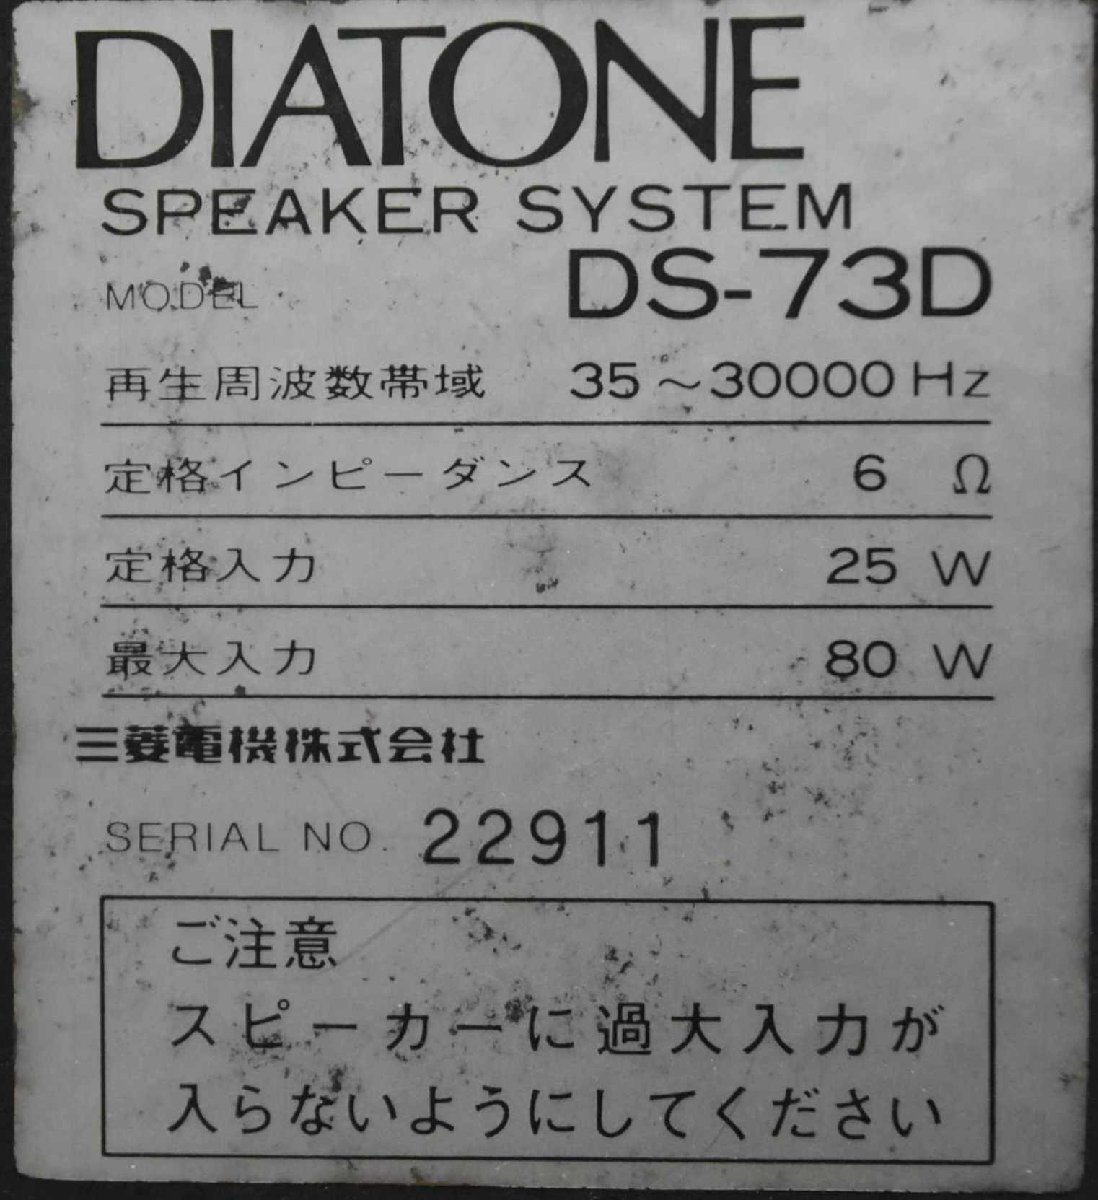 DIATONE
SPEAKER SYSTEM
MODEL DS-73D
再生周波数帯域 35～30000 Hz
定格インピーダンス 6 Ω
定格入力 25 W
最大入力 80 W
三菱電機株式会社
SERIAL NO. 22911
ご注意
スピーカーに過大入力が
入らないようにしてください